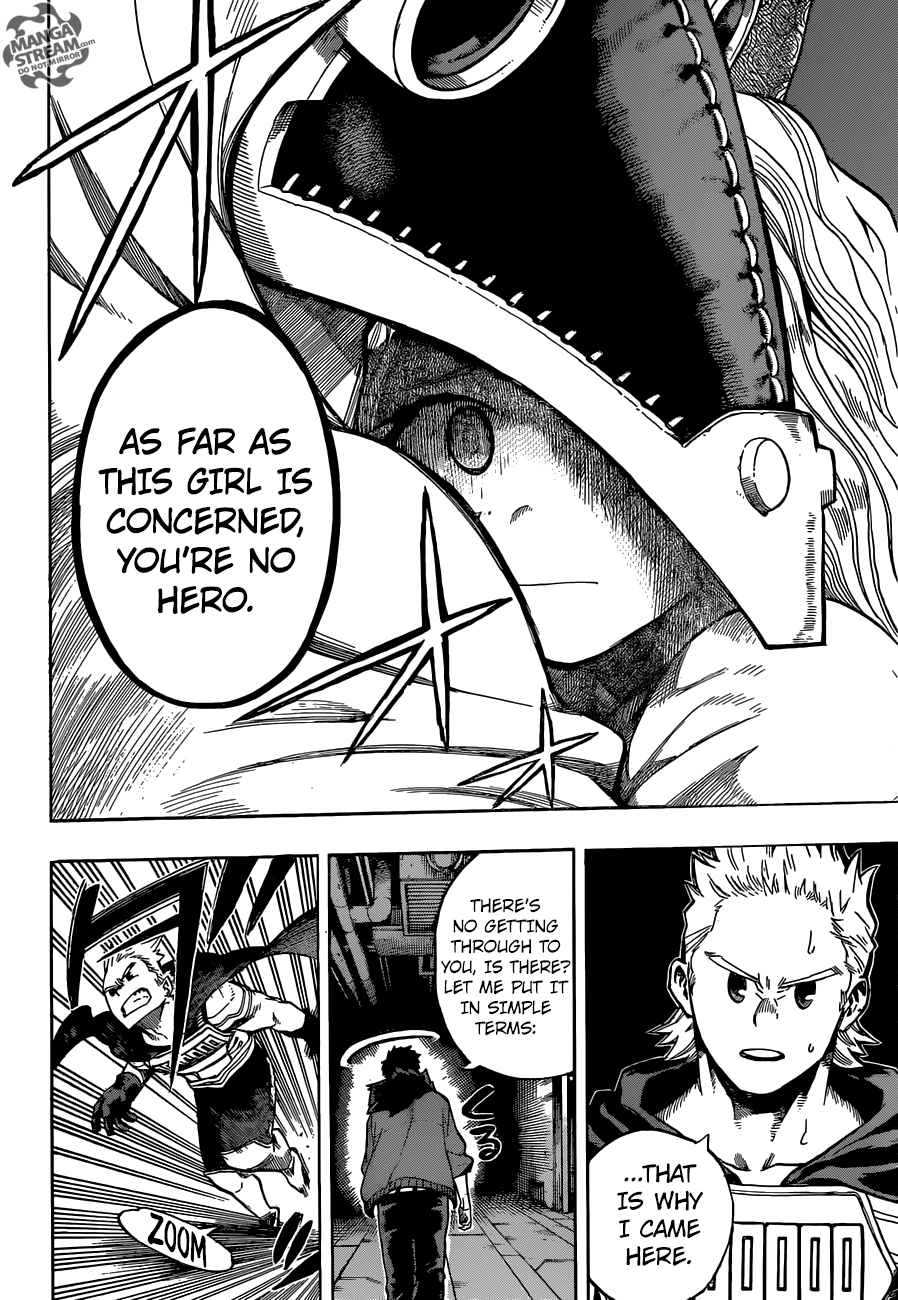 MANGA
STREAM.com
DO NOT MIRROR!
AS FAR AS
THIS GIRL IS
CONCERNED,
YOU'RE NO
HERO.
...THAT
IS WHY
I CAME
HERE.
THERE'S
NO GETTING
THROUGH TO
YOU, IS THERE?
LET ME PUT IT
IN SIMPLE
TERMS:
くる
ZOOM